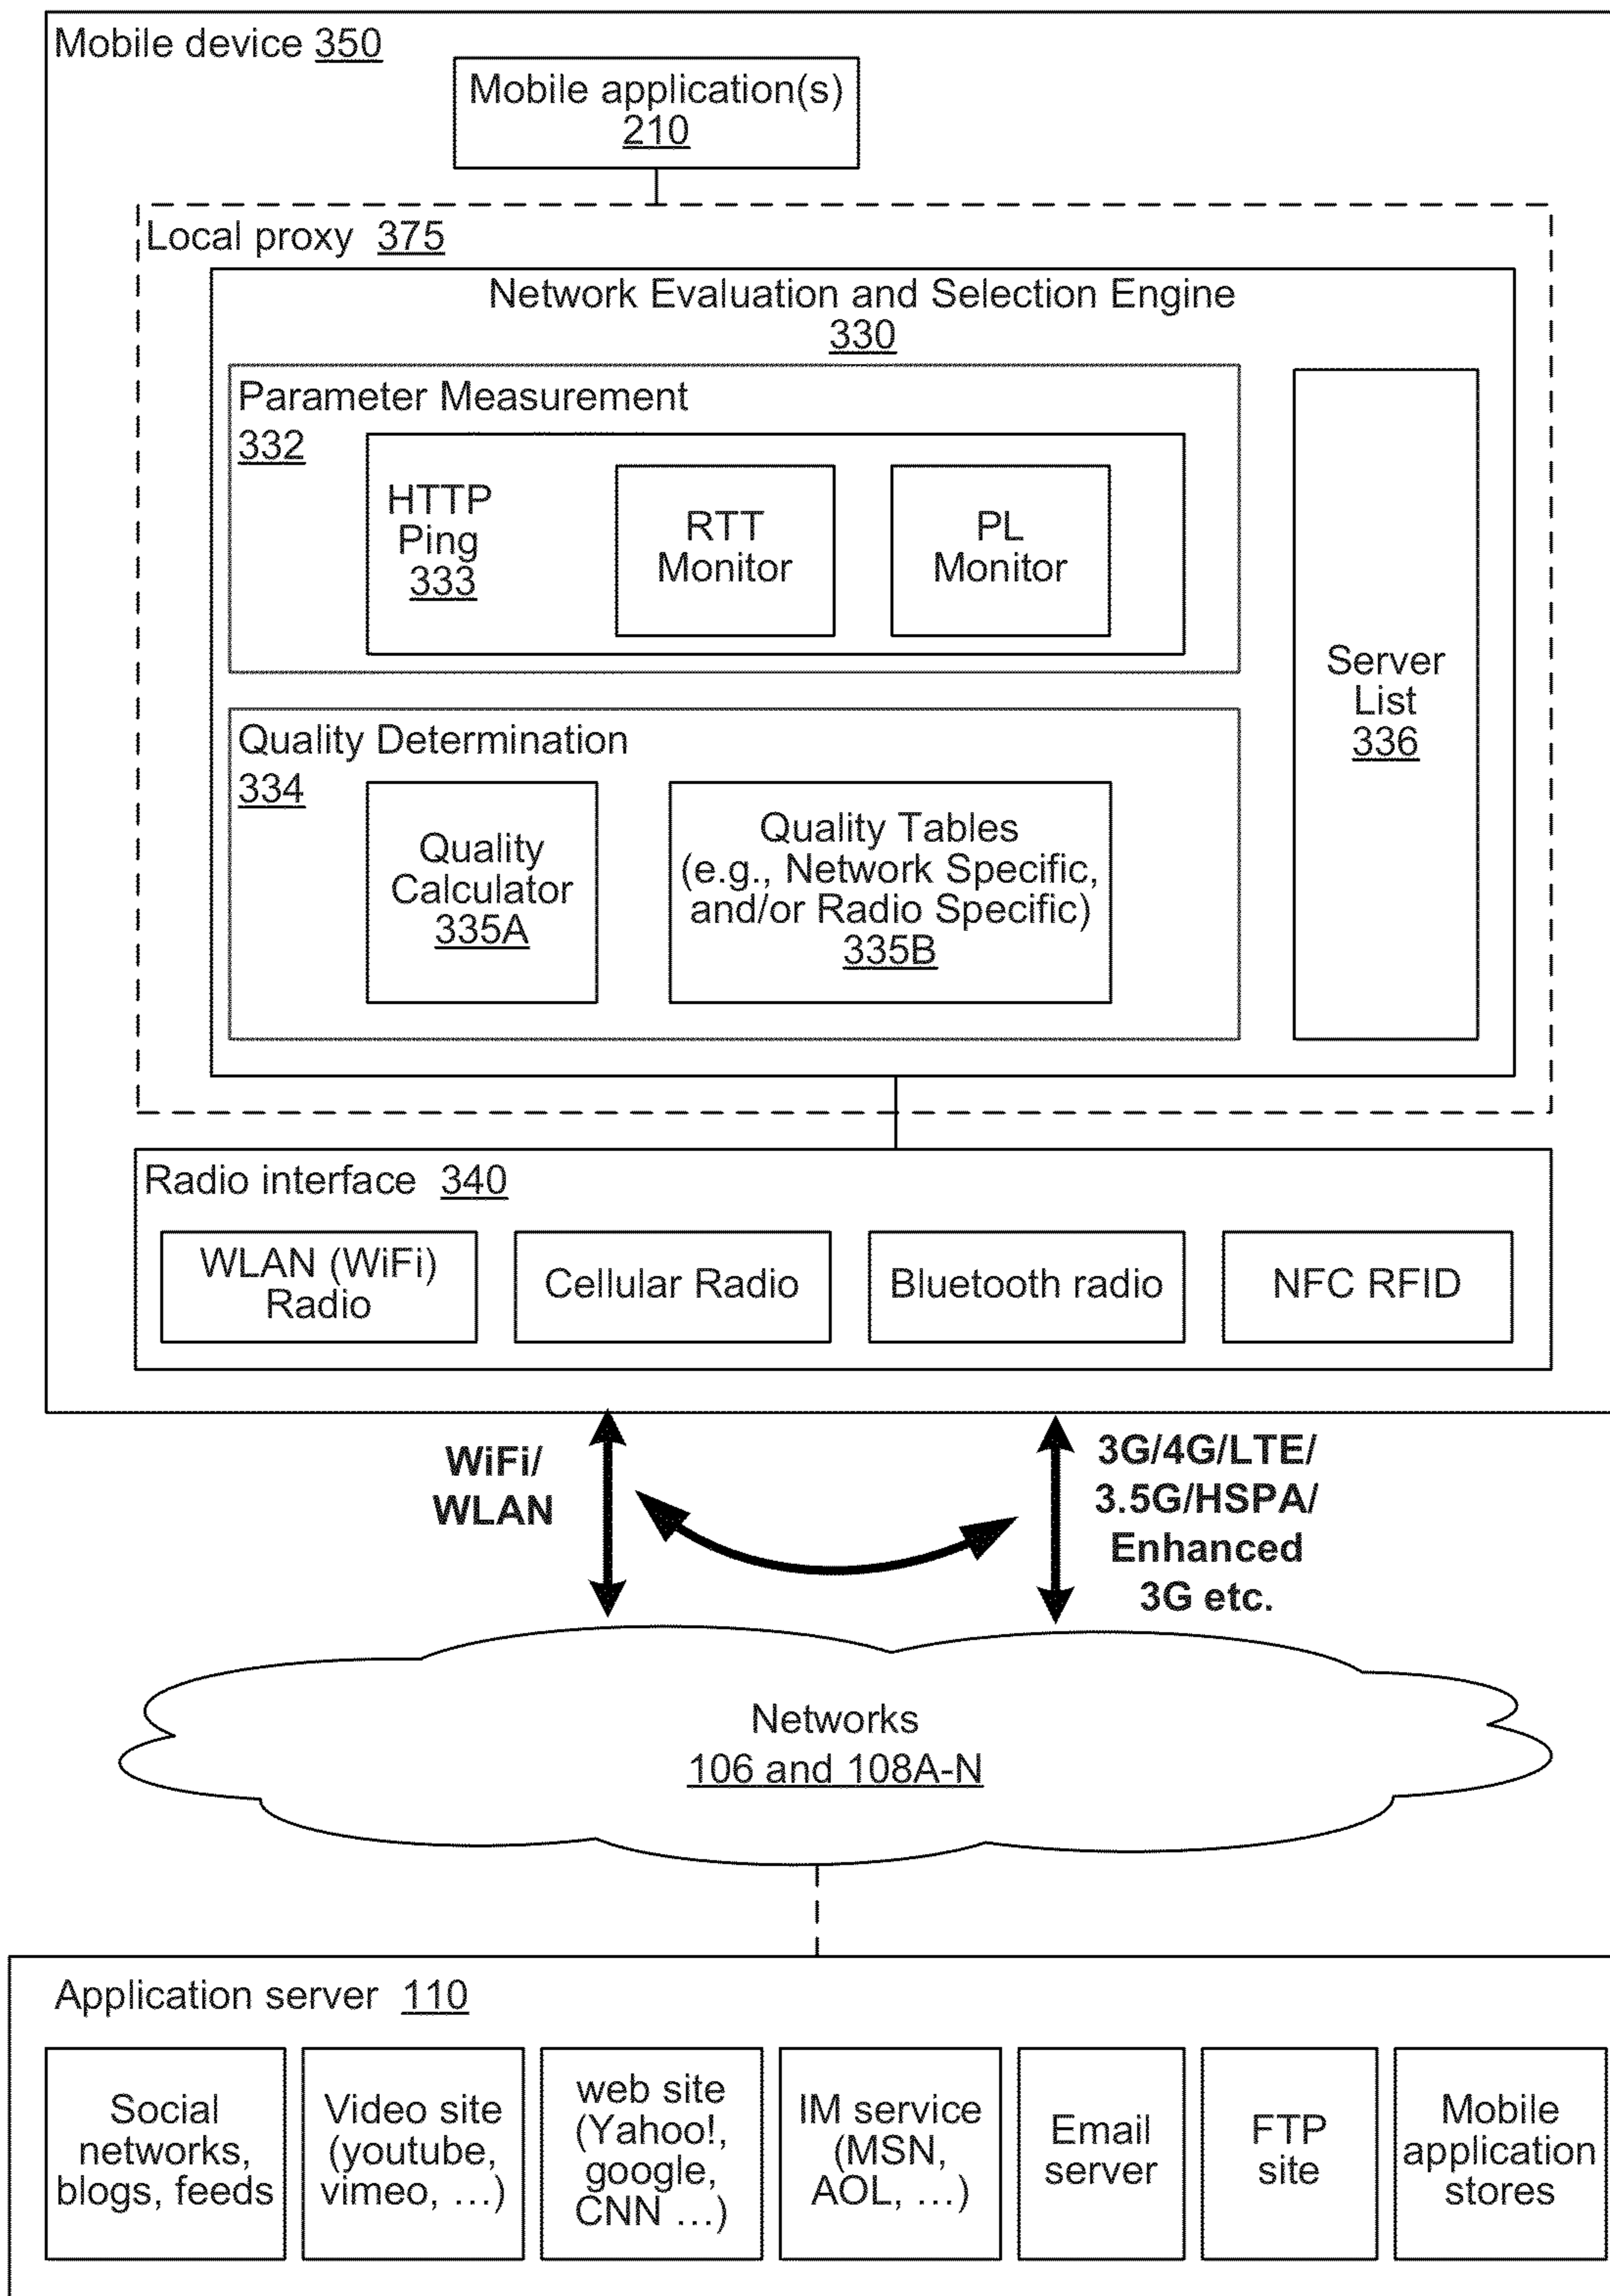 Mobile device 350
Mobile application(s)
210
Local proxy 375
Network Evaluation and Selection Engine
330
Parameter Measurement
332
HTTP
Ping
333
RTT
Monitor
PL
Monitor
Server
List
336
Quality Determination
334
Quality
Calculator
335A
Quality Tables
(e.g., Network Specific,
and/or Radio Specific)
335B
Radio interface 340
WLAN (WiFi)
Radio
Cellular Radio
Bluetooth radio
NFC RFID
WiFi/
WLAN
3G/4G/LTE/
3.5G/HSPA/
Enhanced
3G etc.
Networks
106 and 108A-N
Application server 110
Social
networks,
blogs, feeds
Video site
(youtube,
vimeo, ...)
web site
(Yahoo!,
google,
CNN ...)
IM service
(MSN,
AOL, ...)
Email
server
FTP
site
Mobile
application
stores